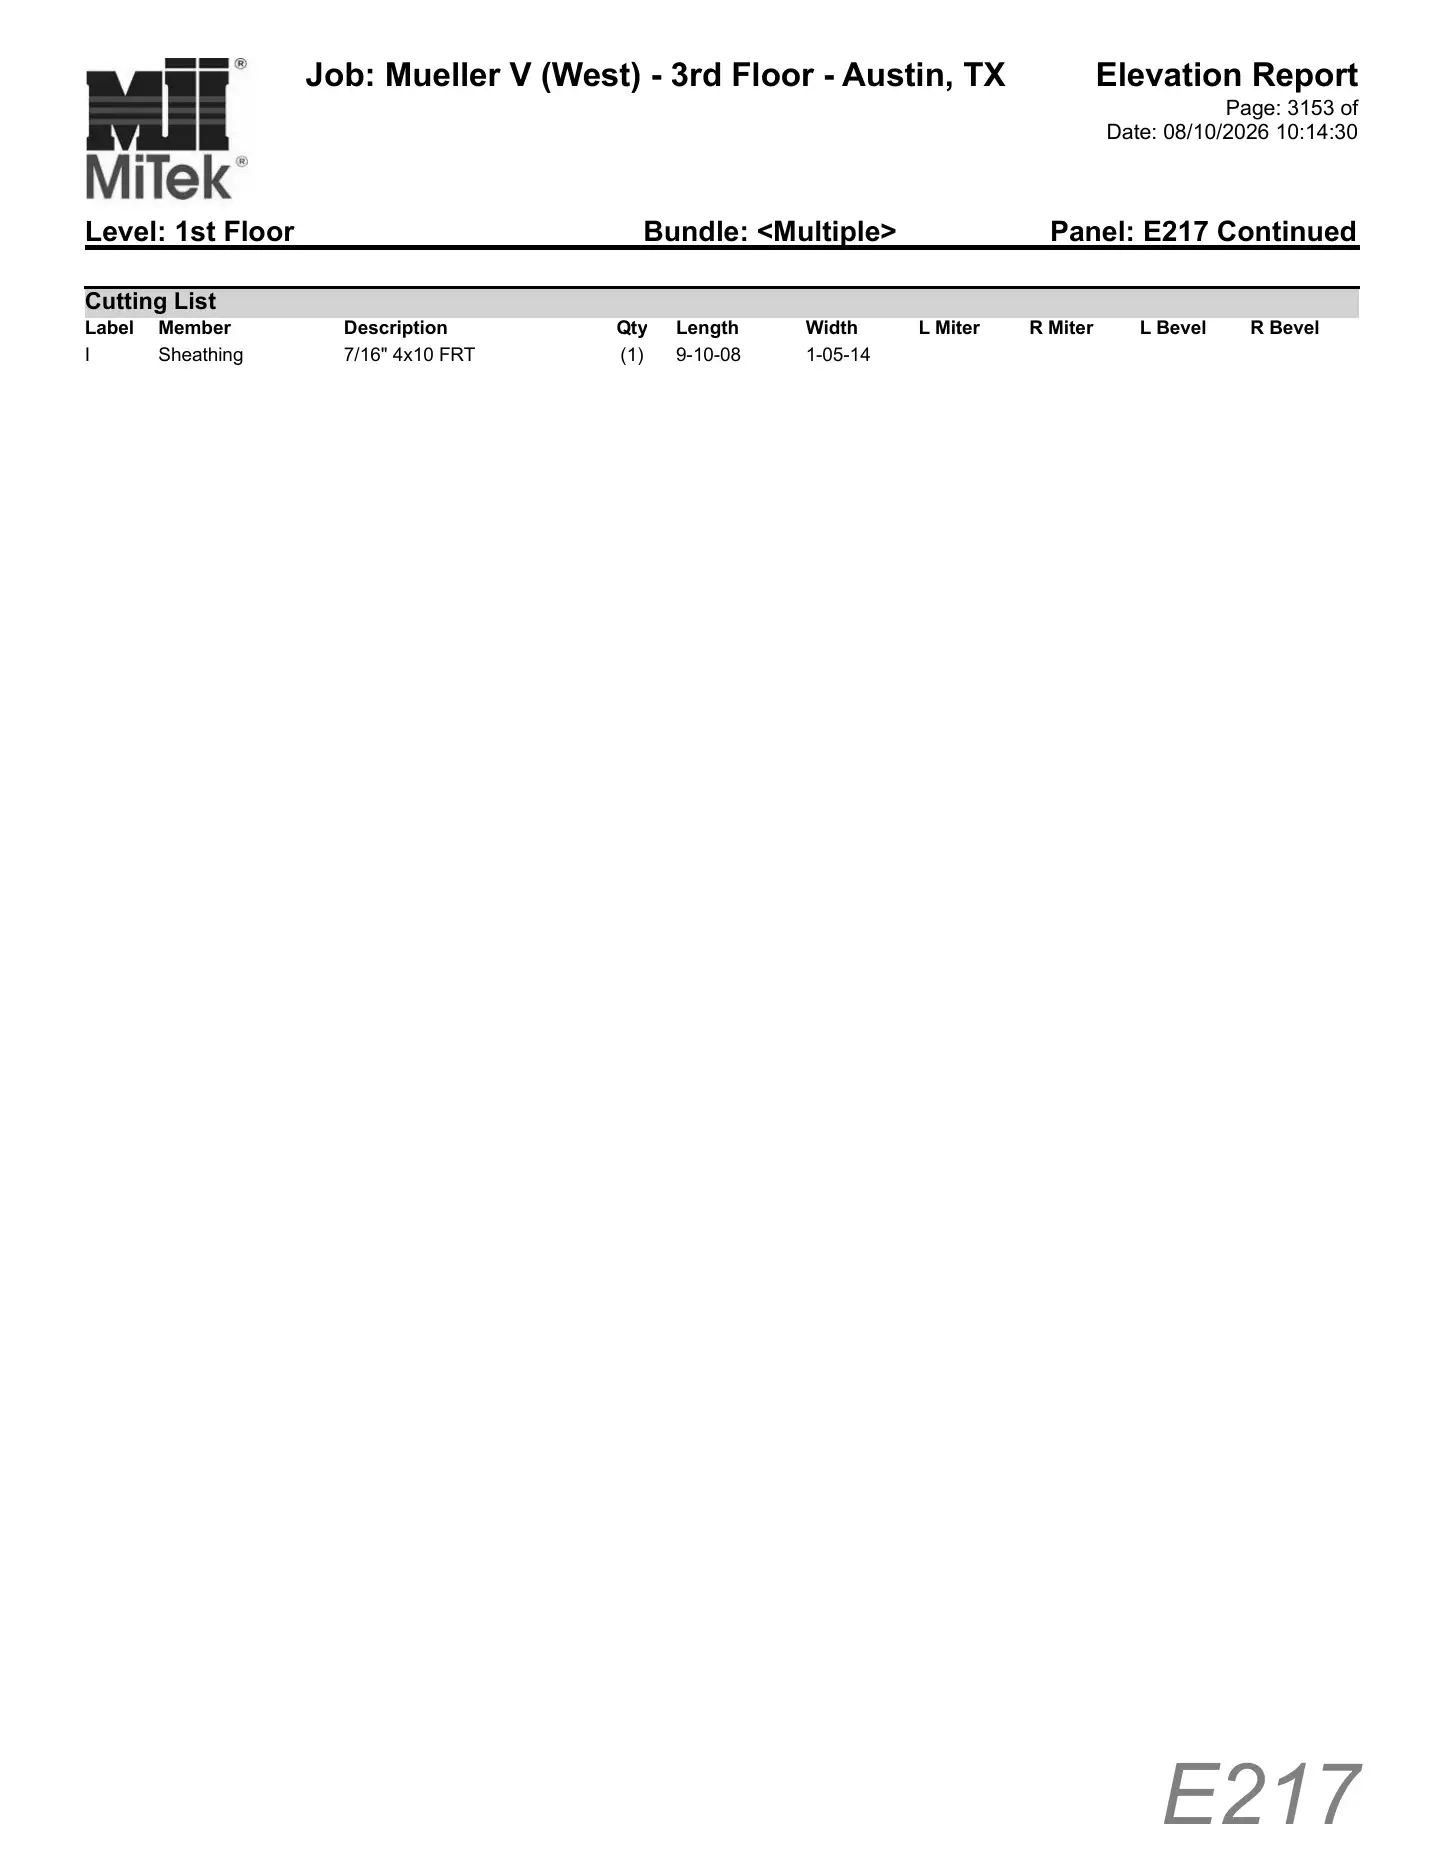 Job: Mueller V (West) - 3rd Floor - Austin, TX
Elevation Report
Page: 3153 of
Date: 08/10/2026 10:14:30
MiTek®
Level: 1st Floor Bundle: <Multiple> Panel: E217 Continued
Cutting List
Label Member Description Qty Length Width L Miter R Miter L Bevel R Bevel
I Sheathing 7/16" 4x10 FRT (1) 9-10-08 1-05-14
E217